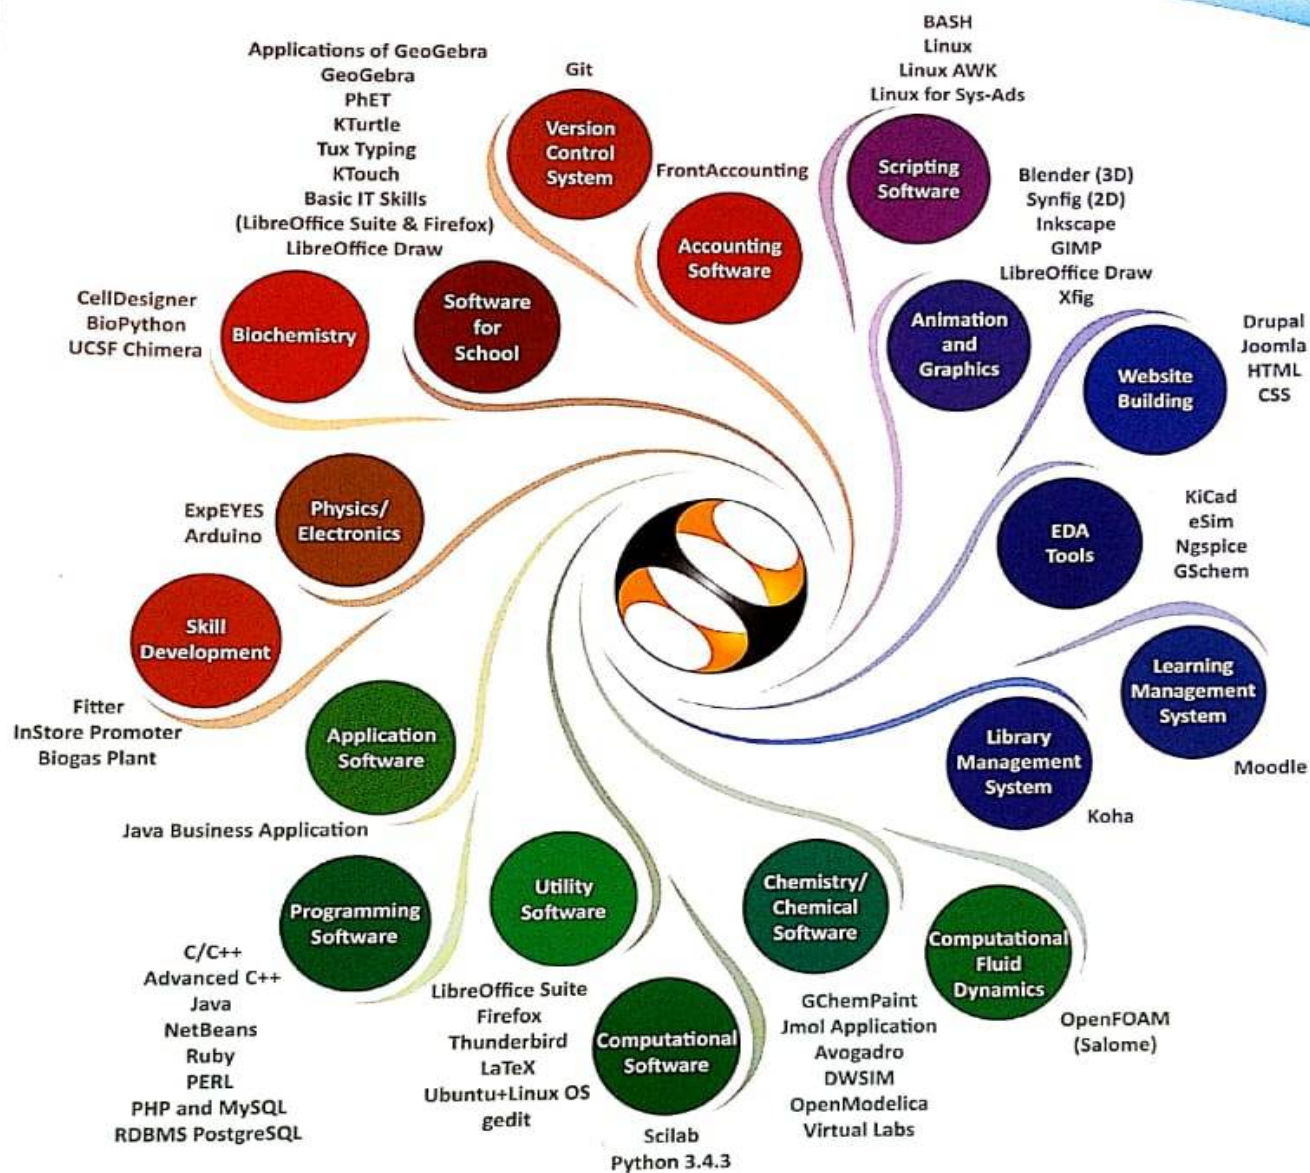 Applications of GeoGebra
GeoGebra
PhET
KTurtle
Tux Typing
KTouch
Basic IT Skills
(LibreOffice Suite & Firefox)
LibreOffice Draw
Software
for
School
Git
Version
Control
System
FrontAccounting
Accounting
Software
BASH
Linux
Linux AWK
Linux for Sys-Ads
Scripting
Software
Blender (3D)
Synfig (2D)
Inkscape
GIMP
LibreOffice Draw
Xfig
Animation
and
Graphics
Drupal
Joomla
HTML
CSS
Website
Building
KiCad
eSim
Ngspice
GSchem
EDA
Tools
Learning
Management
System
Moodle
Library
Management
System
Koha
Computational
Fluid
Dynamics
OpenFOAM
(Salome)
Chemistry/
Chemical
Software
GChemPaint
Jmol Application
Avogadro
DWSIM
OpenModelica
Virtual Labs
Computational
Software
Scilab
Python 3.4.3
Utility
Software
LibreOffice Suite
Firefox
Thunderbird
LaTeX
Ubuntu+Linux OS
gedit
Programming
Software
C/C++
Advanced C++
Java
NetBeans
Ruby
PERL
PHP and MySQL
RDBMS PostgreSQL
Application
Software
Java Business Application
Skill
Development
Fitter
InStore Promoter
Biogas Plant
Physics/
Electronics
ExpEYES
Arduino
Biochemistry
CellDesigner
BioPython
UCSF Chimera